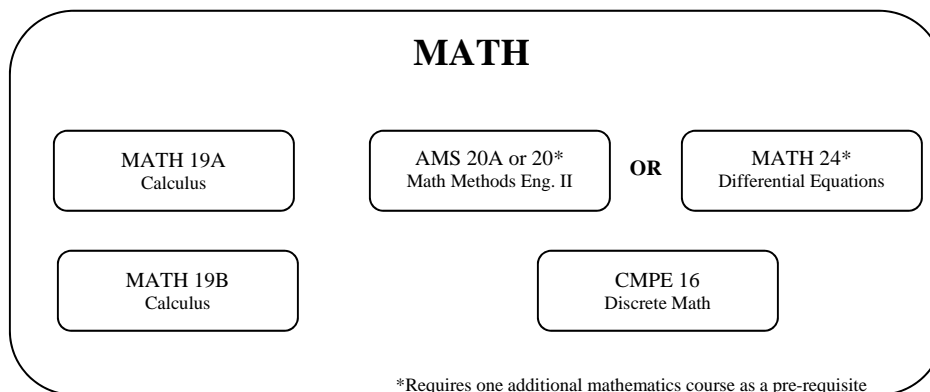 MATH
MATH 19A
Calculus
AMS 20A or 20*
Math Methods Eng. II
OR
MATH 24*
Differential Equations
MATH 19B
Calculus
CMPE 16
Discrete Math
*Requires one additional mathematics course as a pre-requisite